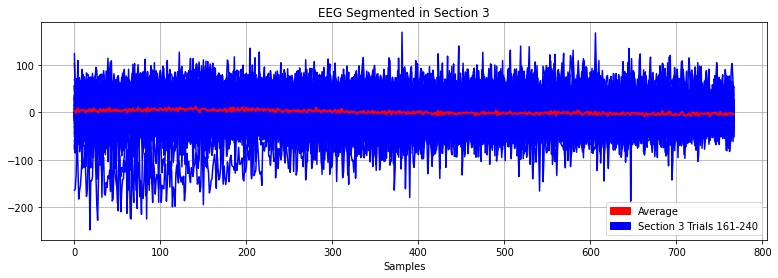 EEG Segmented in Section 3
100
0
−100
−200
Average
Section 3 Trials 161-240
0 100 200 300 400 500 600 700 800
Samples